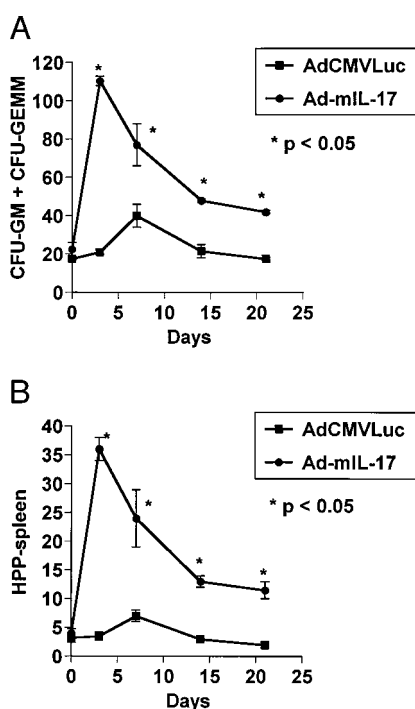 A
AdCMVLuc
Ad-mIL-17
* p < 0.05
CFU-GM + CFU-GEMM
120
100
80
60
40
20
0
* * * *
0 5 10 15 20 25
Days
B
AdCMVLuc
Ad-mIL-17
* p < 0.05
HPP-spleen
40
35
30
25
20
15
10
5
0
* * * *
0 5 10 15 20 25
Days